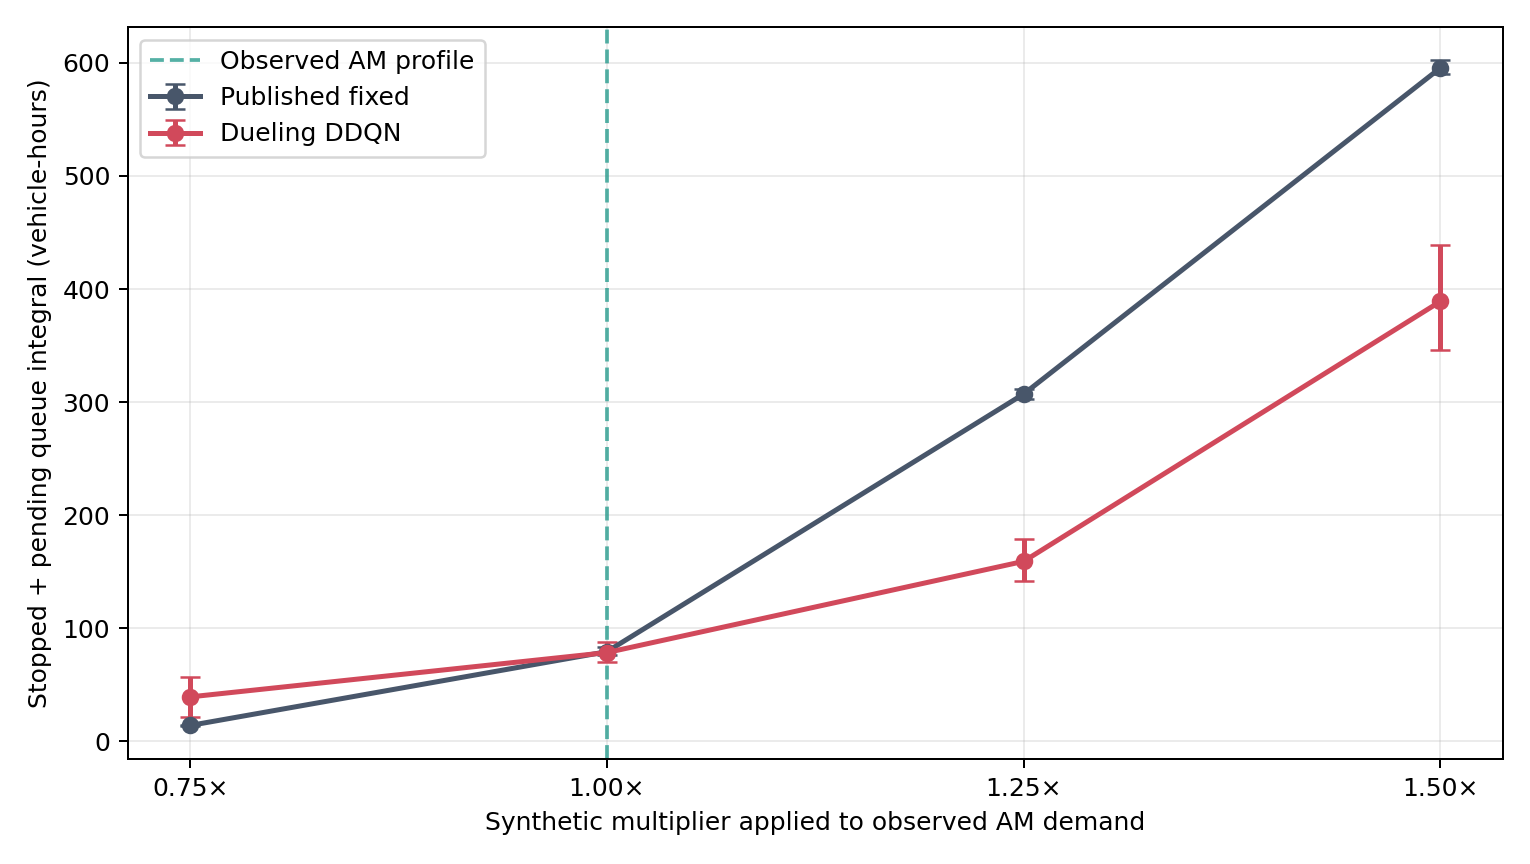 Observed AM profile
Published fixed
Dueling DDQN
Stopped + pending queue integral (vehicle-hours)
600
500
400
300
200
100
0
0.75×
1.00×
1.25×
1.50×
Synthetic multiplier applied to observed AM demand